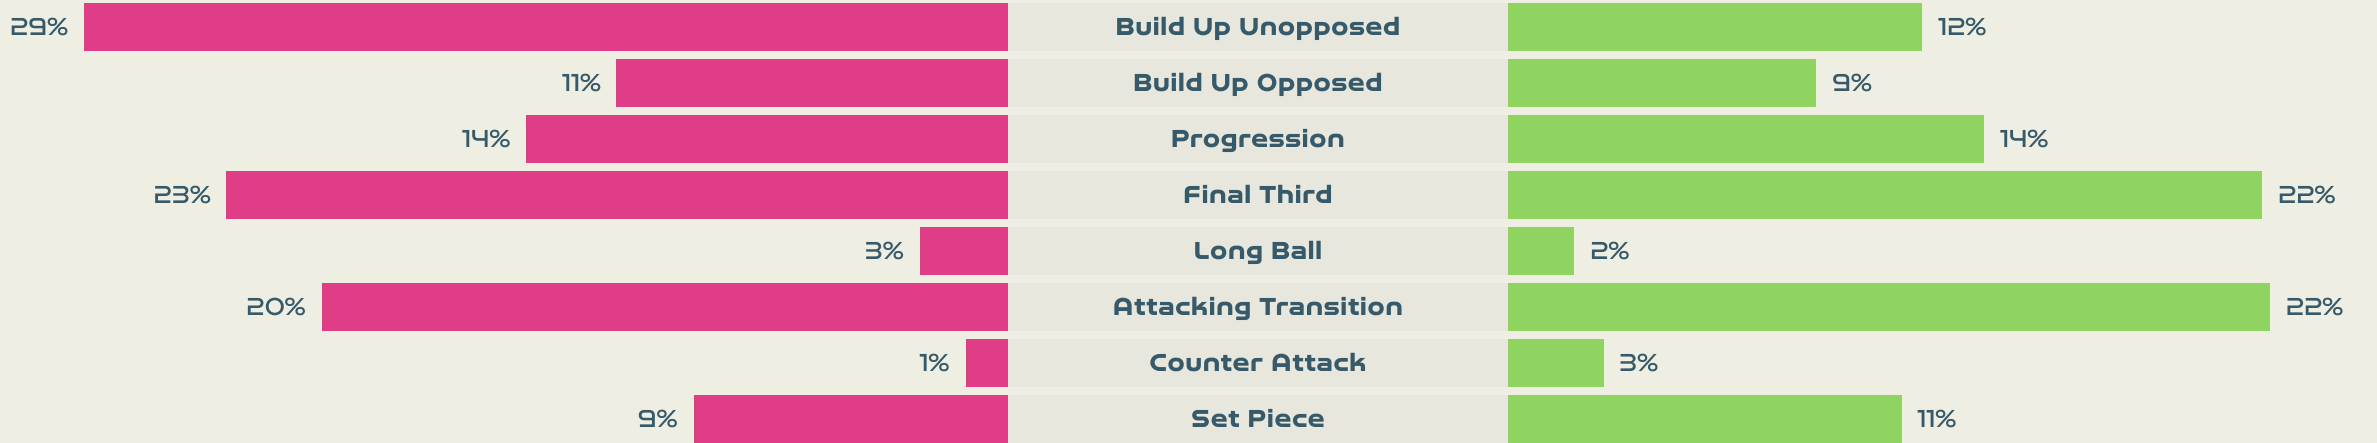 29% Build Up Unopposed 12%
11% Build Up Opposed 9%
14% Progression 14%
23% Final Third 22%
3% Long Ball 2%
20% Attacking Transition 22%
1% Counter Attack 3%
9% Set Piece 11%